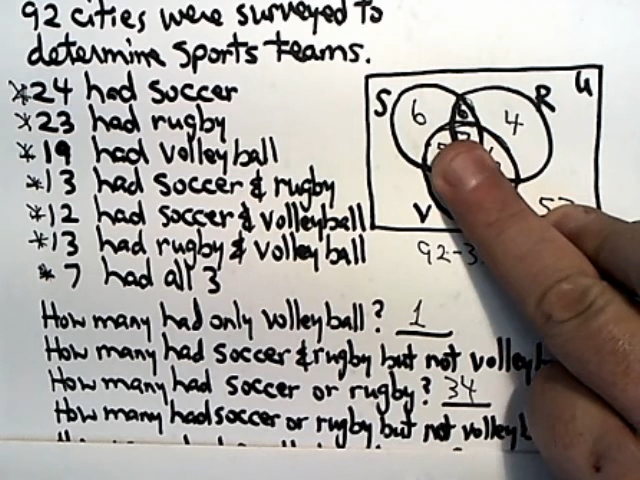 92 cities were surveyed to
determine sports teams.
*24 had soccer
*23 had rugby
*19 had volleyball
*13 had soccer & rugby
*12 had soccer & volleyball
*13 had rugby & volleyball
*7 had all 3
S 6 6 4 R U
V
92-3
How many had only volleyball? 1
How many had soccer & rugby but not
How many had soccer or rugby? 34
How many had soccer or rugby but not